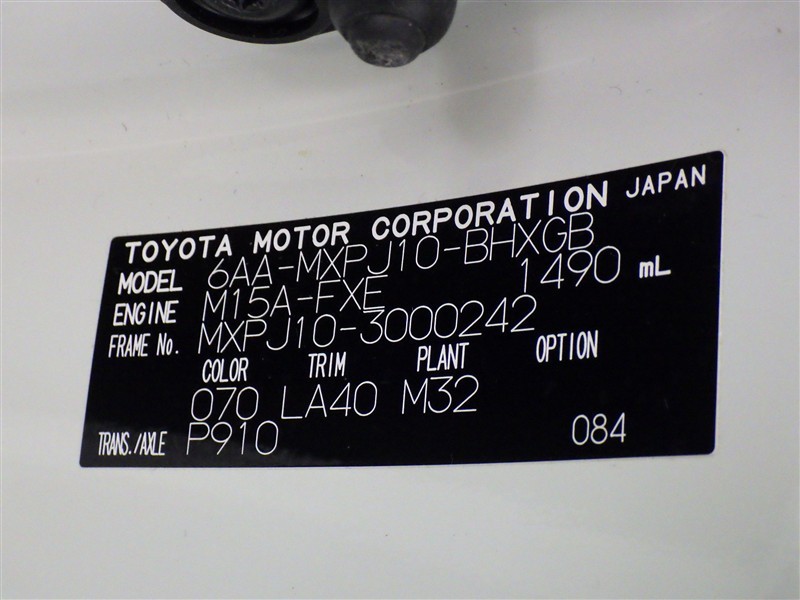 TOYOTA MOTOR CORPORATION JAPAN
MODEL 6AA-MXPJ10-BHXGB
ENGINE M15A-FXE 1490 mL
FRAME No. MXPJ10-3000242
COLOR TRIM PLANT OPTION
070 LA40 M32
TRANS./AXLE P910 084